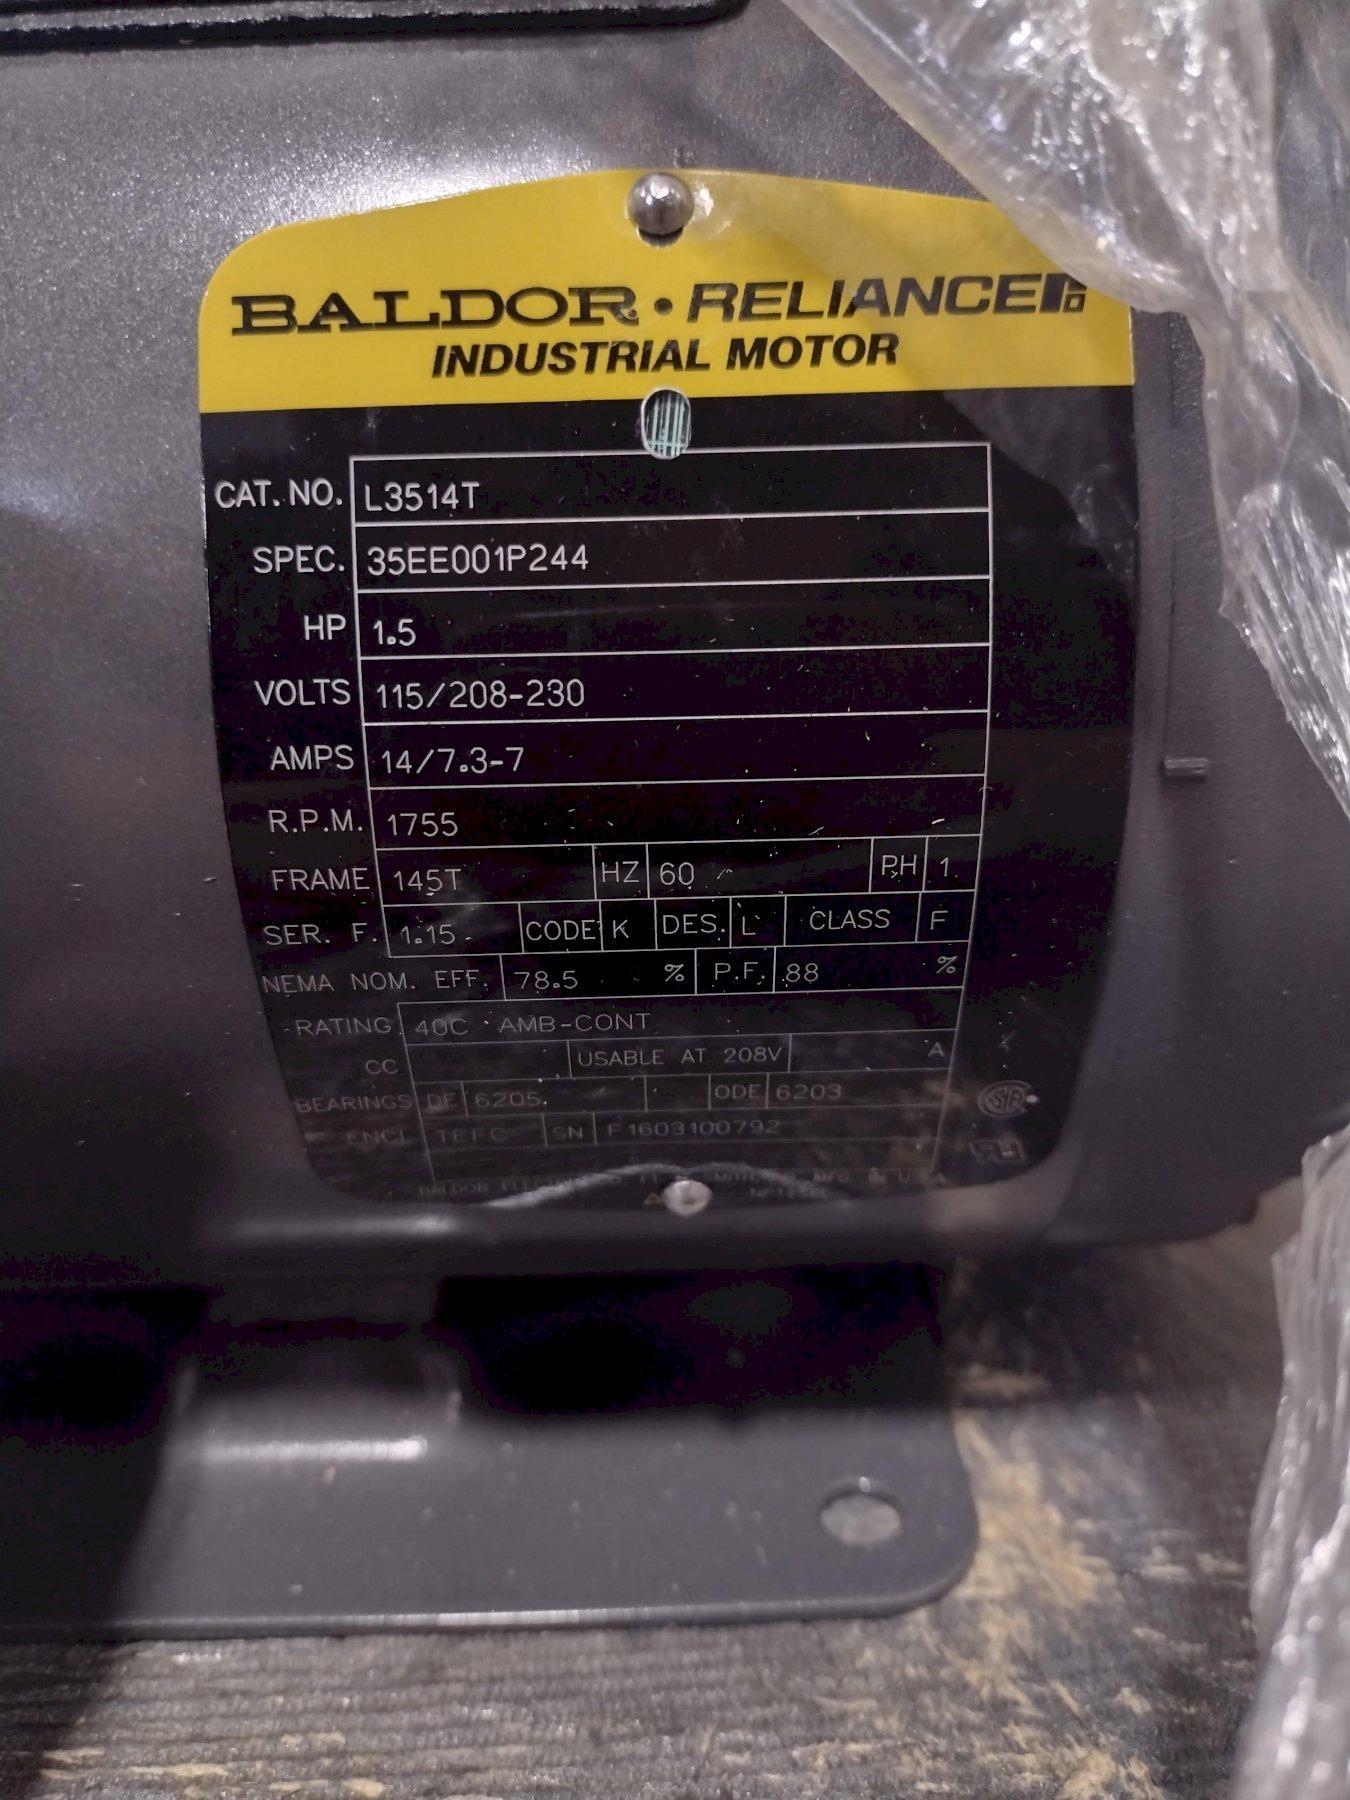 BALDOR • RELIANCE
INDUSTRIAL MOTOR
CAT. NO. L3514T
SPEC. 35EE001P244
HP 1.5
VOLTS 115/208-230
AMPS 14/7.3-7
R.P.M. 1755
FRAME 145T HZ 60 PH 1
SER. F. 1.15 CODE K DES. L CLASS F
NEMA NOM. EFF. 78.5 % P.F. 88 %
RATING 40C AMB-CONT
CC USABLE AT 208V A
BEARINGS DE 6205 ODE 6203
ENCL TEFC SN F1603100792
BALDOR MFG. IN U.S.A